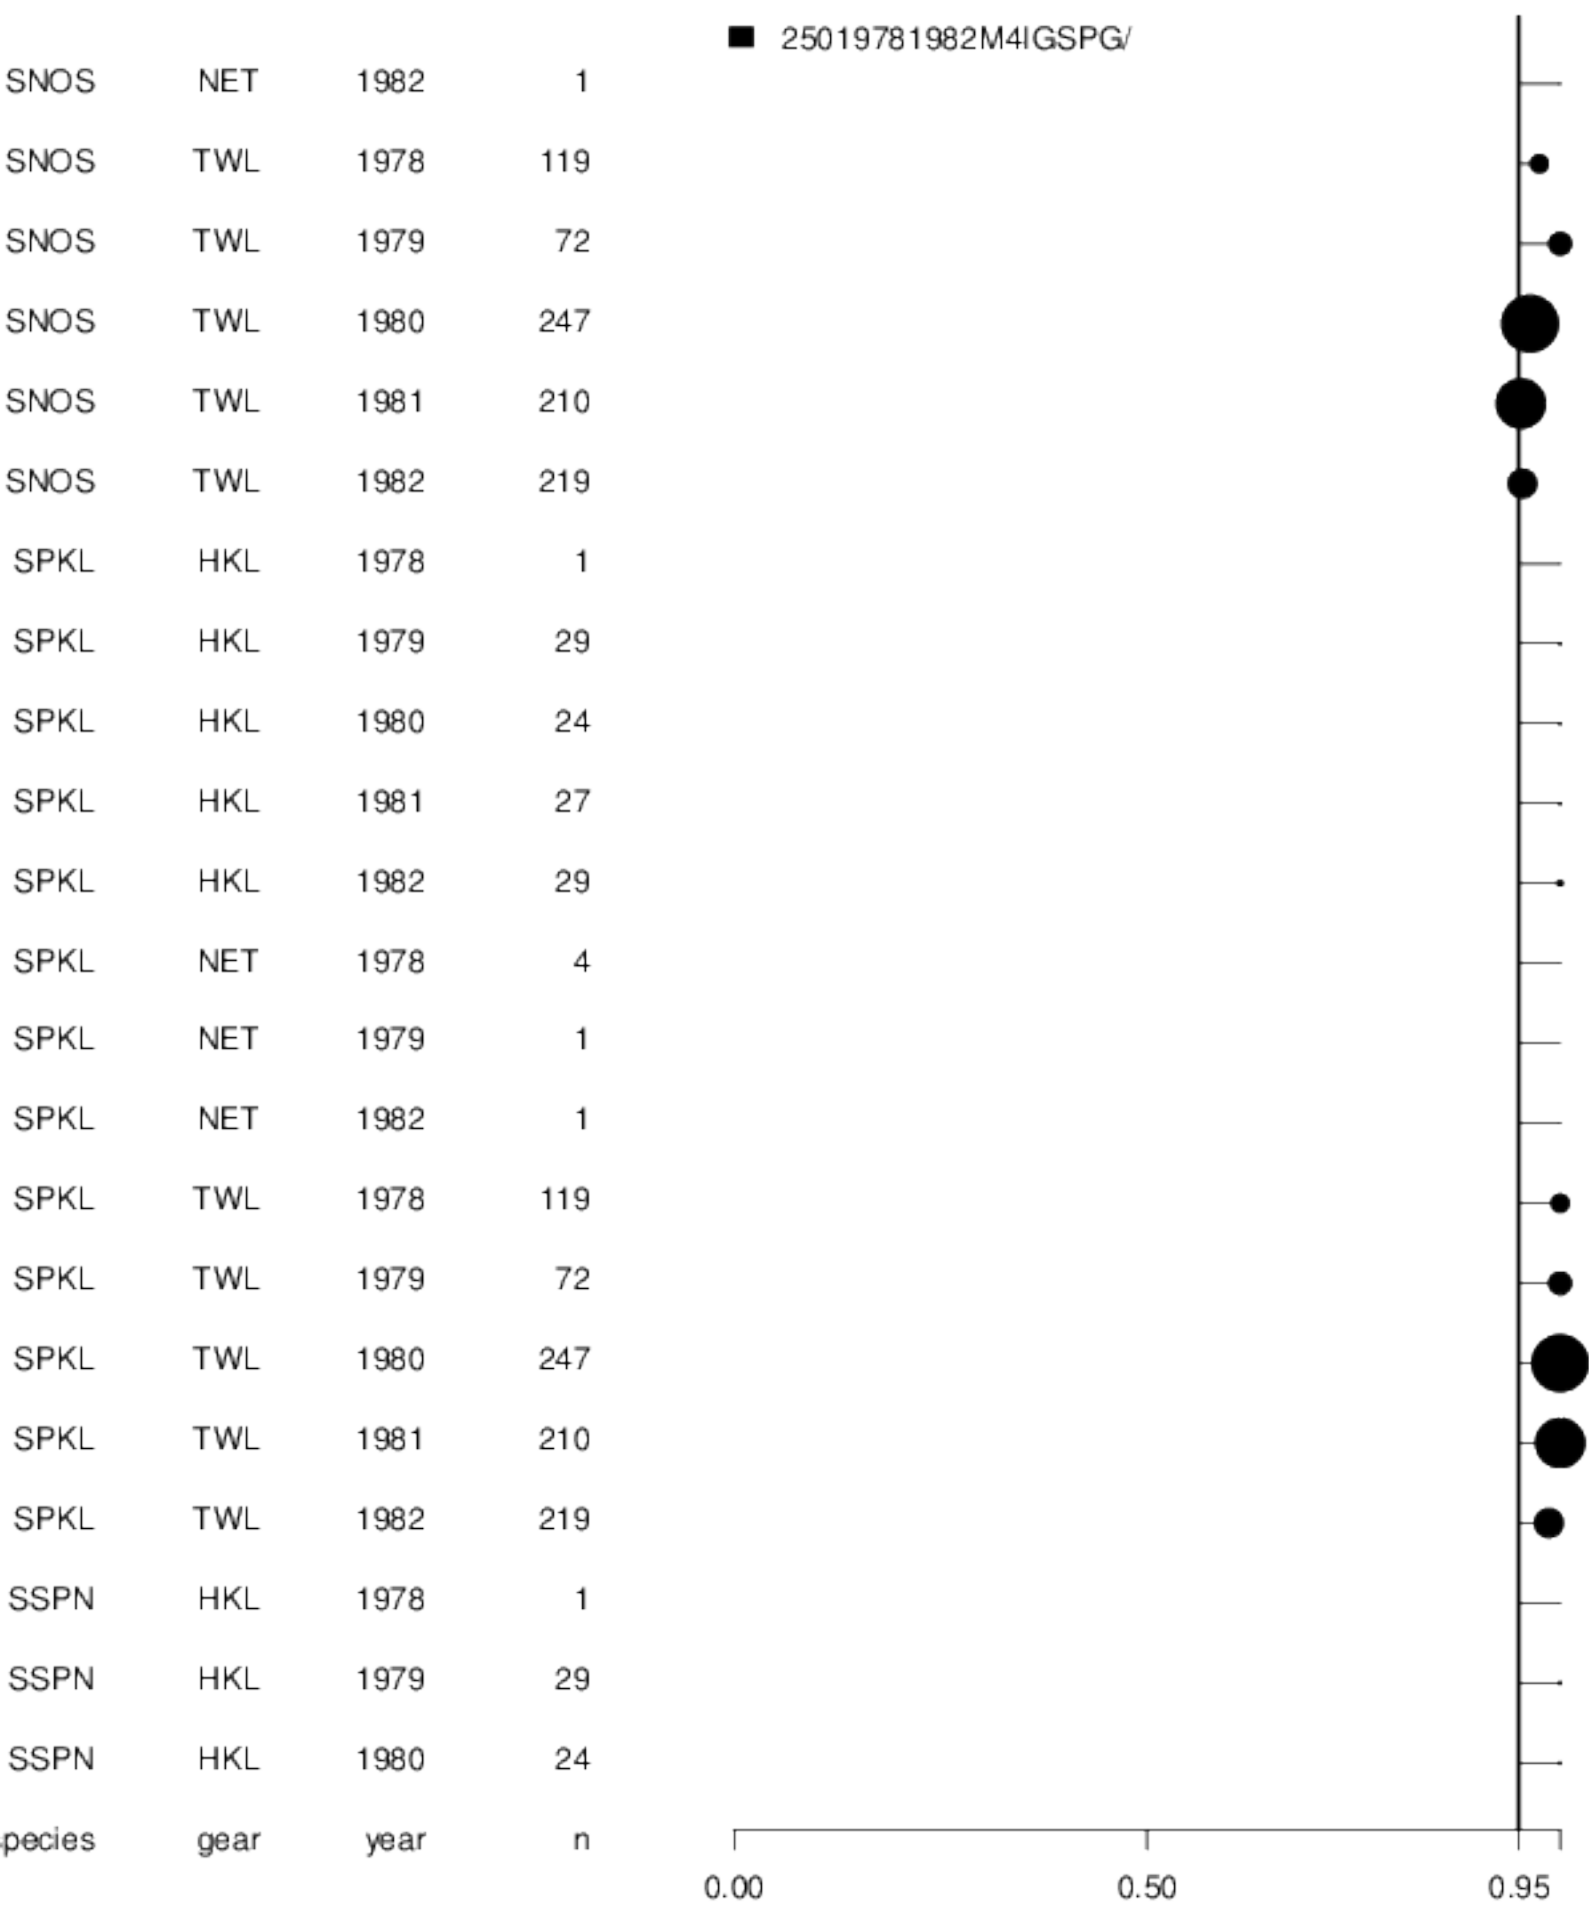 25019781982M4IGSPG/
SNOS NET 1982 1
SNOS TWL 1978 119
SNOS TWL 1979 72
SNOS TWL 1980 247
SNOS TWL 1981 210
SNOS TWL 1982 219
SPKL HKL 1978 1
SPKL HKL 1979 29
SPKL HKL 1980 24
SPKL HKL 1981 27
SPKL HKL 1982 29
SPKL NET 1978 4
SPKL NET 1979 1
SPKL NET 1982 1
SPKL TWL 1978 119
SPKL TWL 1979 72
SPKL TWL 1980 247
SPKL TWL 1981 210
SPKL TWL 1982 219
SSPN HKL 1978 1
SSPN HKL 1979 29
SSPN HKL 1980 24
pecies gear year n
0.00 0.50 0.95